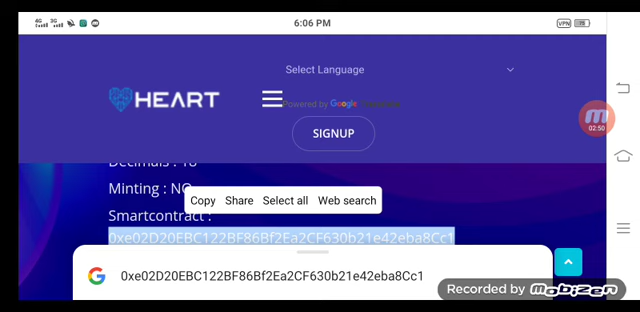 4G 3G 6:06 PM VPN
Select Language
HEART
Powered by Google Translate
SIGNUP
02:50
Decimals : 18
Minting : NO
Copy Share Select all Web search
Smartcontract :
0xe02D20EBC122BF86Bf2Ea2CF630b21e42eba8Cc1
0xe02D20EBC122BF86Bf2Ea2CF630b21e42eba8Cc1
Recorded by Mobizen